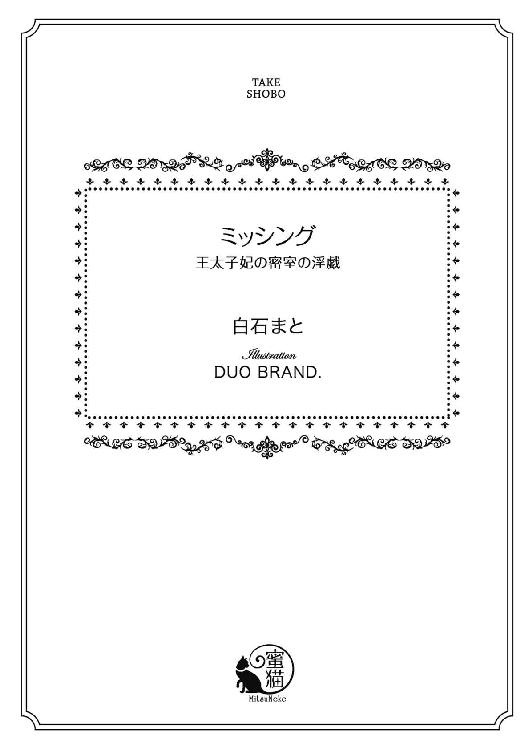 TAKE
SHOBO
ミッシング
王太子妃の密室の淫戯
白石まと
Illustration
DUO BRAND.
蜜猫
MitsuNeko